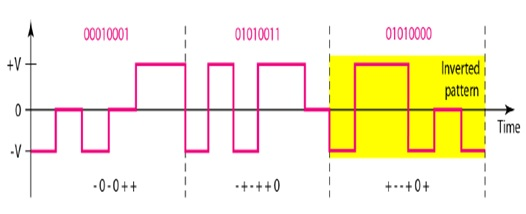 00010001 01010011 01010000
+V
Inverted
pattern
0
Time
-V
-0-0++ -+-++0 +--+0+